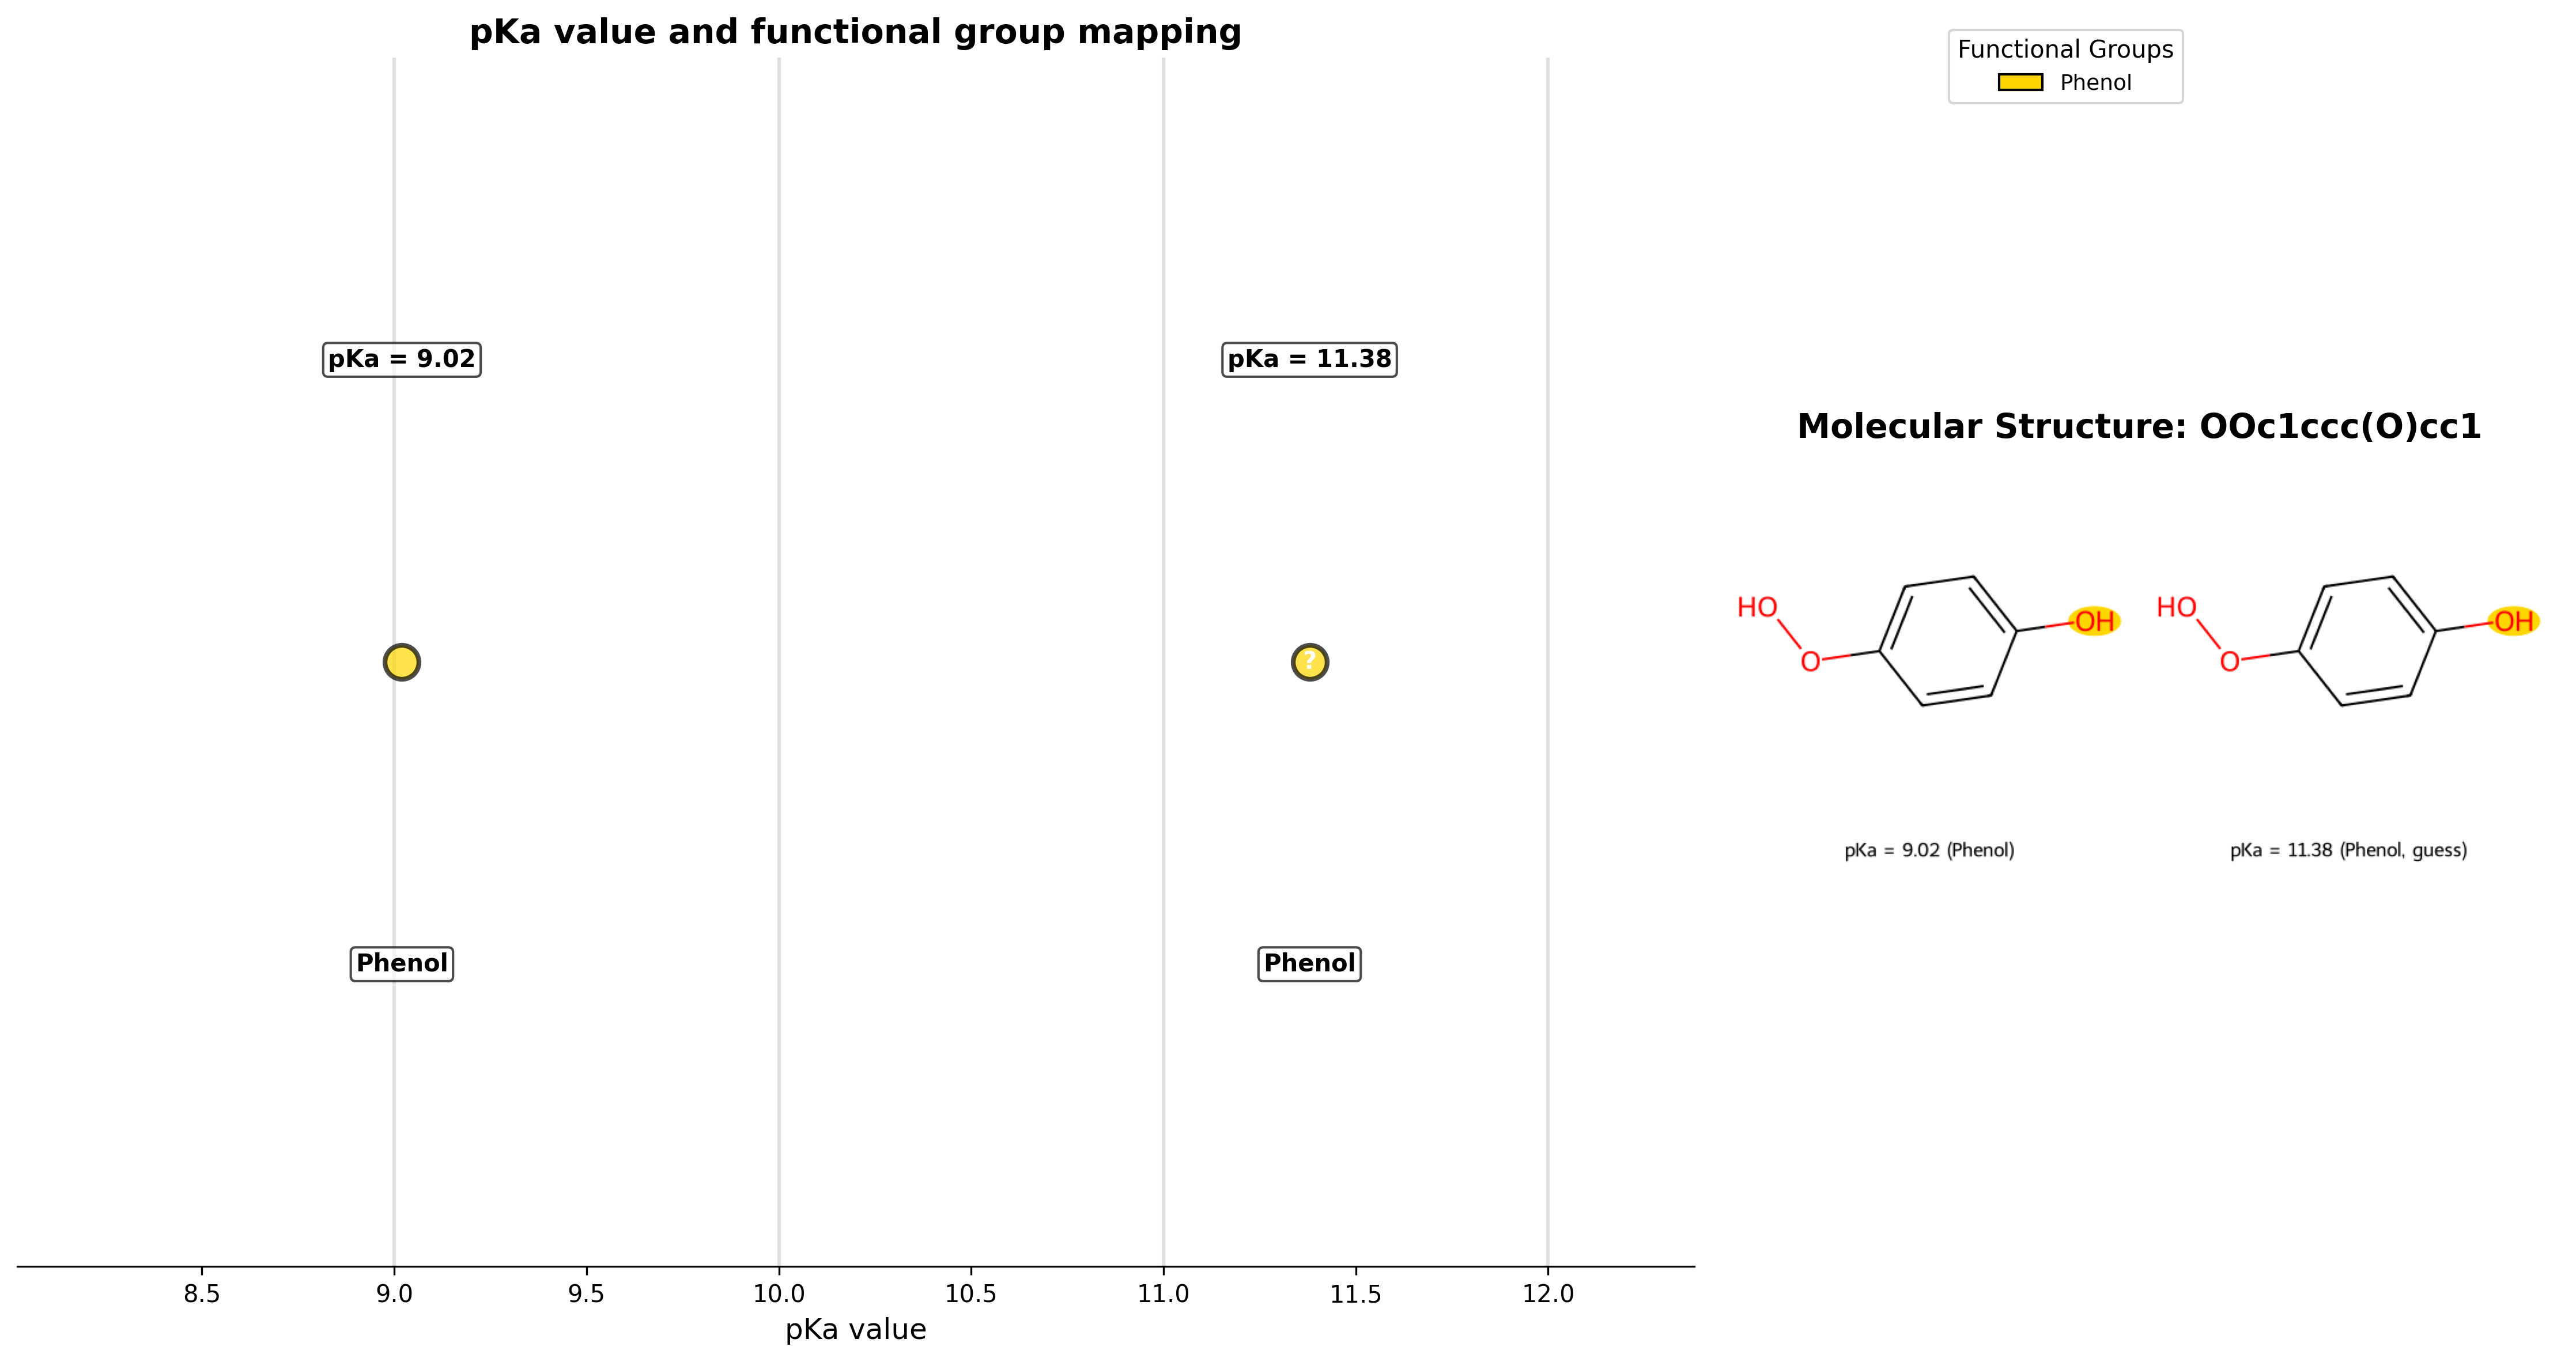 pKa value and functional group mapping
pKa = 9.02
pKa = 11.38
?
Phenol
Phenol
8.5
9.0
9.5
10.0
10.5
11.0
11.5
12.0
pKa value
Functional Groups
Phenol
Molecular Structure: OOc1ccc(O)cc1
HO
O
OH
HO
O
OH
pKa = 9.02 (Phenol)
pKa = 11.38 (Phenol, guess)